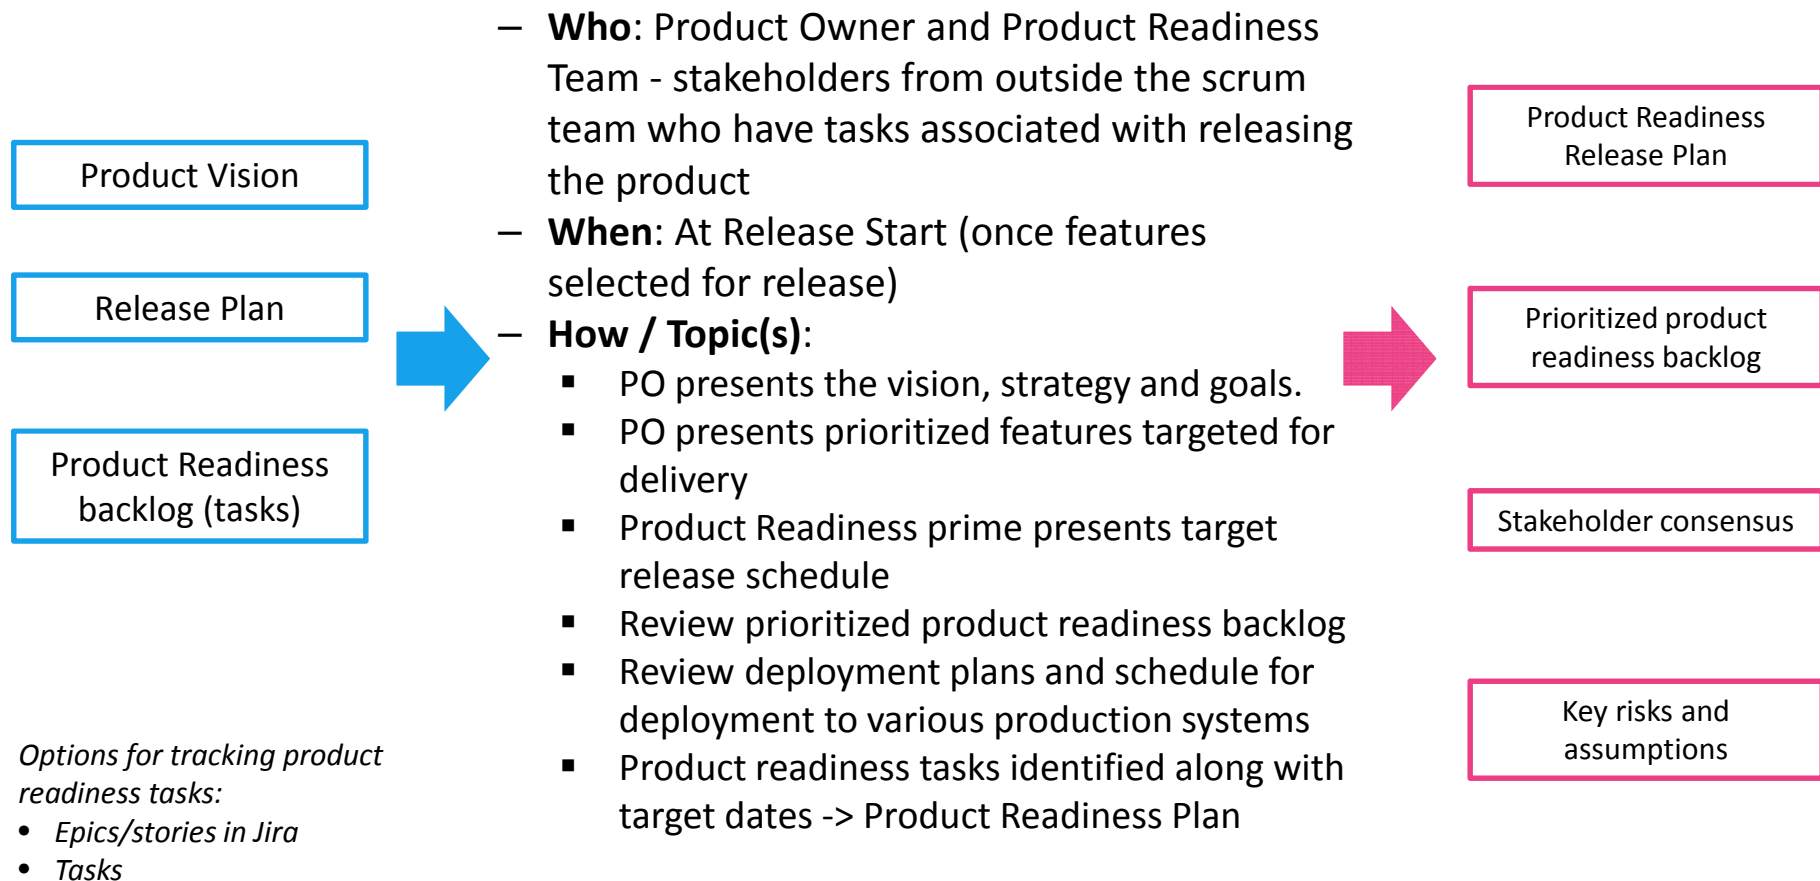 Product Vision
Release Plan
Product Readiness
backlog (tasks)
Options for tracking product
readiness tasks:
• Epics/stories in Jira
• Tasks
– Who: Product Owner and Product Readiness
Team - stakeholders from outside the scrum
team who have tasks associated with releasing
the product
– When: At Release Start (once features
selected for release)
– How / Topic(s):
▪ PO presents the vision, strategy and goals.
▪ PO presents prioritized features targeted for
delivery
▪ Product Readiness prime presents target
release schedule
▪ Review prioritized product readiness backlog
▪ Review deployment plans and schedule for
deployment to various production systems
▪ Product readiness tasks identified along with
target dates -> Product Readiness Plan
Product Readiness
Release Plan
Prioritized product
readiness backlog
Stakeholder consensus
Key risks and
assumptions